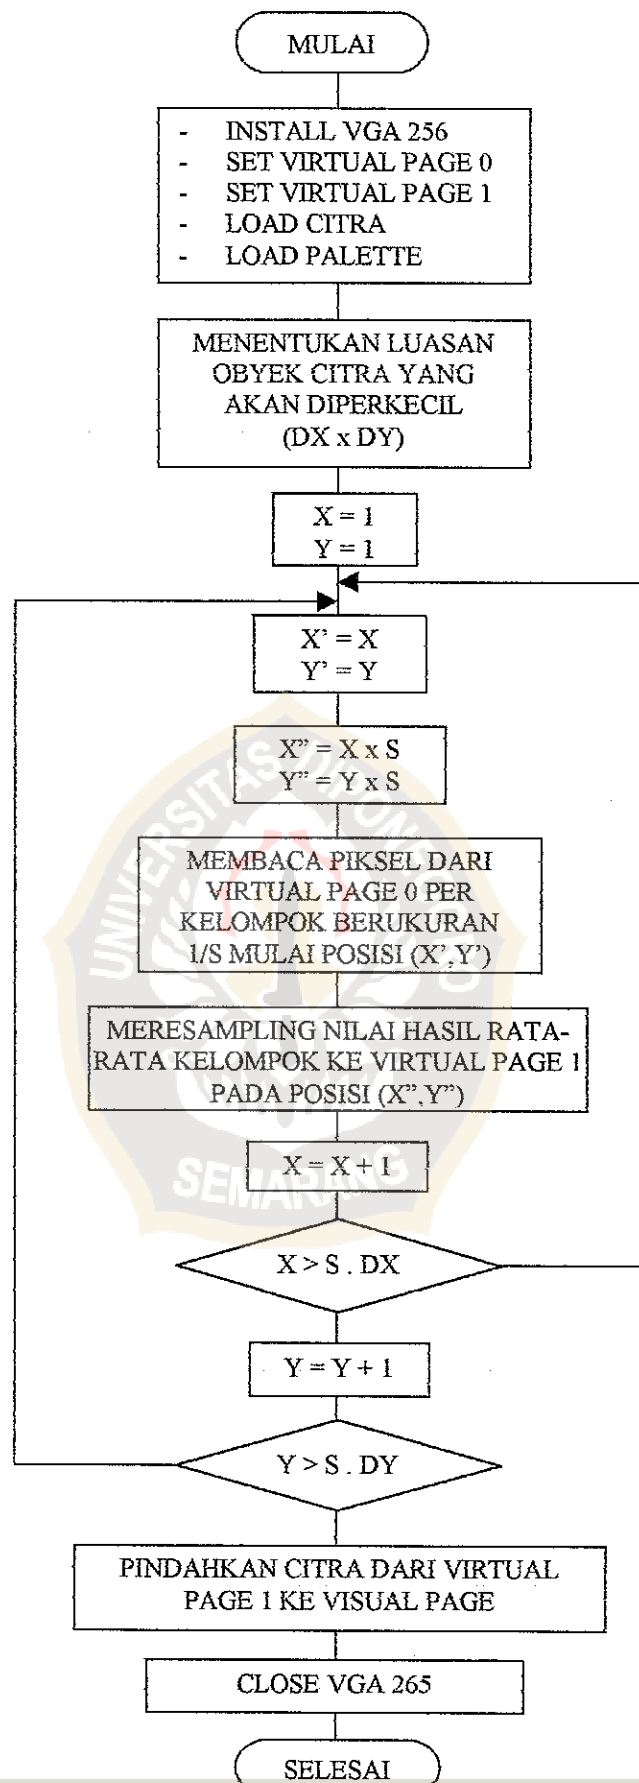 MULAI
- INSTALL VGA 256
- SET VIRTUAL PAGE 0
- SET VIRTUAL PAGE 1
- LOAD CITRA
- LOAD PALETTE
MENENTUKAN LUASAN
OBYEK CITRA YANG
AKAN DIPERKECIL
(DX x DY)
X = 1
Y = 1
X’ = X
Y’ = Y
X” = X x S
Y” = Y x S
MEMBACA PIKSEL DARI
VIRTUAL PAGE 0 PER
KELOMPOK BERUKURAN
1/S MULAI POSISI (X’,Y’)
MERESAMPLING NILAI HASIL RATA-
RATA KELOMPOK KE VIRTUAL PAGE 1
PADA POSISI (X”,Y”)
X = X + 1
X > S . DX
Y = Y + 1
Y > S . DY
PINDAHKAN CITRA DARI VIRTUAL
PAGE 1 KE VISUAL PAGE
CLOSE VGA 265
SELESAI
UNIVERSITAS DIPONEGORO
SEMARANG